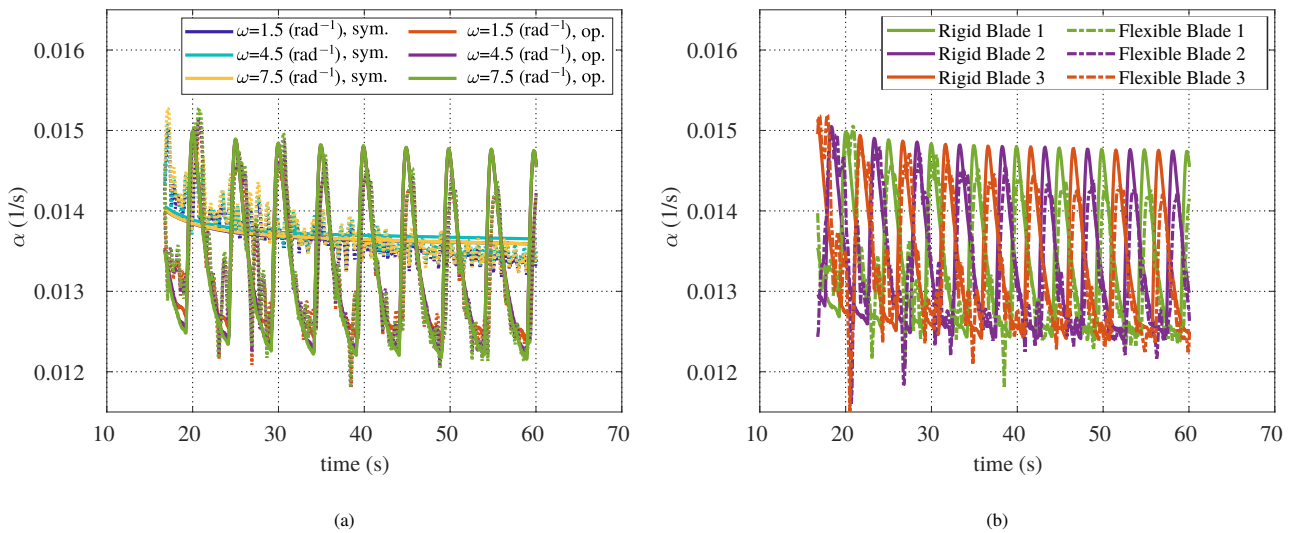 ω=1.5 (rad⁻¹), sym. ω=1.5 (rad⁻¹), op.
ω=4.5 (rad⁻¹), sym. ω=4.5 (rad⁻¹), op.
ω=7.5 (rad⁻¹), sym. ω=7.5 (rad⁻¹), op.
0.016
0.015
0.014
0.013
0.012
α (1/s)
10 20 30 40 50 60 70
time (s)
(a)
Rigid Blade 1 Flexible Blade 1
Rigid Blade 2 Flexible Blade 2
Rigid Blade 3 Flexible Blade 3
0.016
0.015
0.014
0.013
0.012
α (1/s)
10 20 30 40 50 60 70
time (s)
(b)